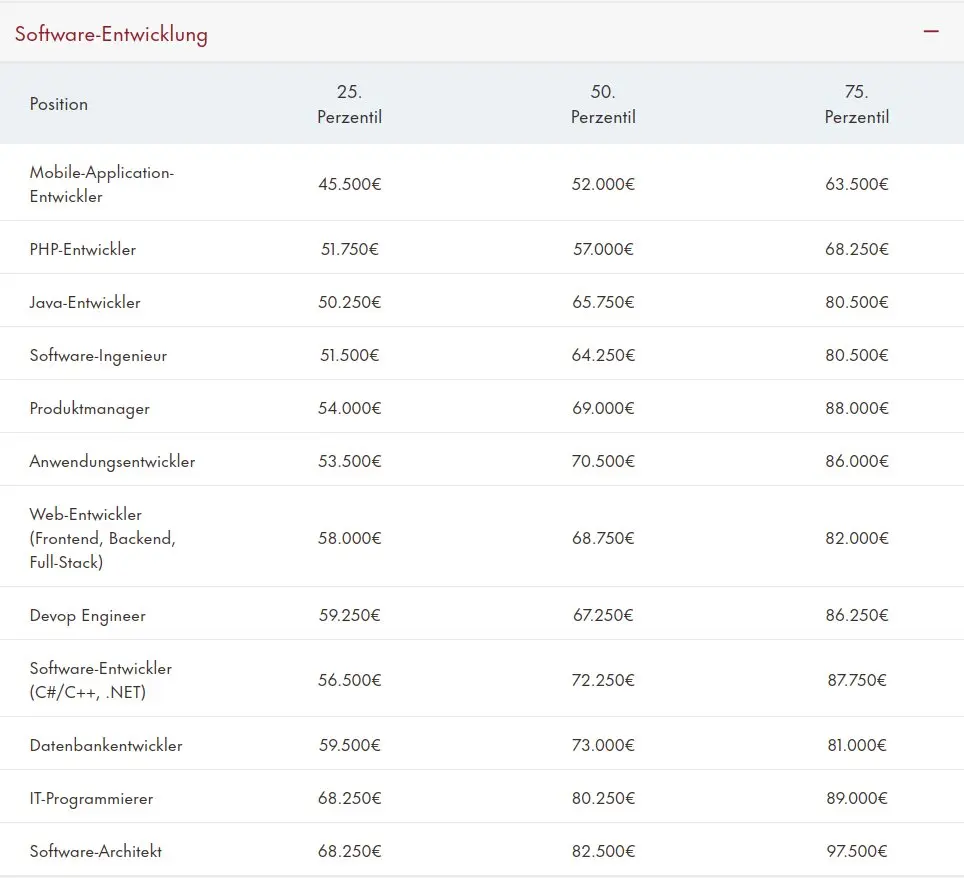 Software-Entwicklung
Position 25. Perzentil 50. Perzentil 75. Perzentil
Mobile-Application-
Entwickler 45.500€ 52.000€ 63.500€
PHP-Entwickler 51.750€ 57.000€ 68.250€
Java-Entwickler 50.250€ 65.750€ 80.500€
Software-Ingenieur 51.500€ 64.250€ 80.500€
Produktmanager 54.000€ 69.000€ 88.000€
Anwendungsentwickler 53.500€ 70.500€ 86.000€
Web-Entwickler
(Frontend, Backend, 58.000€ 68.750€ 82.000€
Full-Stack)
Devop Engineer 59.250€ 67.250€ 86.250€
Software-Entwickler
(C#/C++, .NET) 56.500€ 72.250€ 87.750€
Datenbankentwickler 59.500€ 73.000€ 81.000€
IT-Programmierer 68.250€ 80.250€ 89.000€
Software-Architekt 68.250€ 82.500€ 97.500€